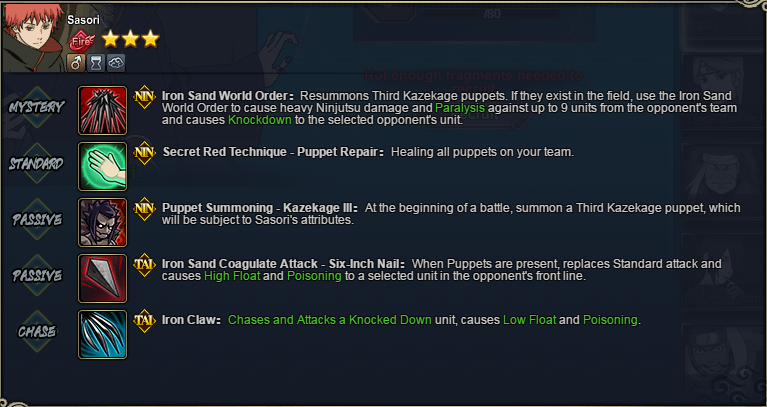 /80
Sasori
Fire
Not enough fragments needed to
MYSTERY
NIN
Iron Sand World Order： Resummons Third Kazekage puppets. If they exist in the field, use the Iron Sand
World Order to cause heavy Ninjutsu damage and Paralysis against up to 9 units from the opponent's team
and causes Knockdown to the selected opponent's unit.
STANDARD
NIN
Secret Red Technique - Puppet Repair： Healing all puppets on your team.
PASSIVE
NIN
Puppet Summoning - Kazekage III： At the beginning of a battle, summon a Third Kazekage puppet, which
will be subject to Sasori's attributes.
PASSIVE
TAI
Iron Sand Coagulate Attack - Six-Inch Nail： When Puppets are present, replaces Standard attack and
causes High Float and Poisoning to a selected unit in the opponent's front line.
CHASE
TAI
Iron Claw： Chases and Attacks a Knocked Down unit, causes Low Float and Poisoning.